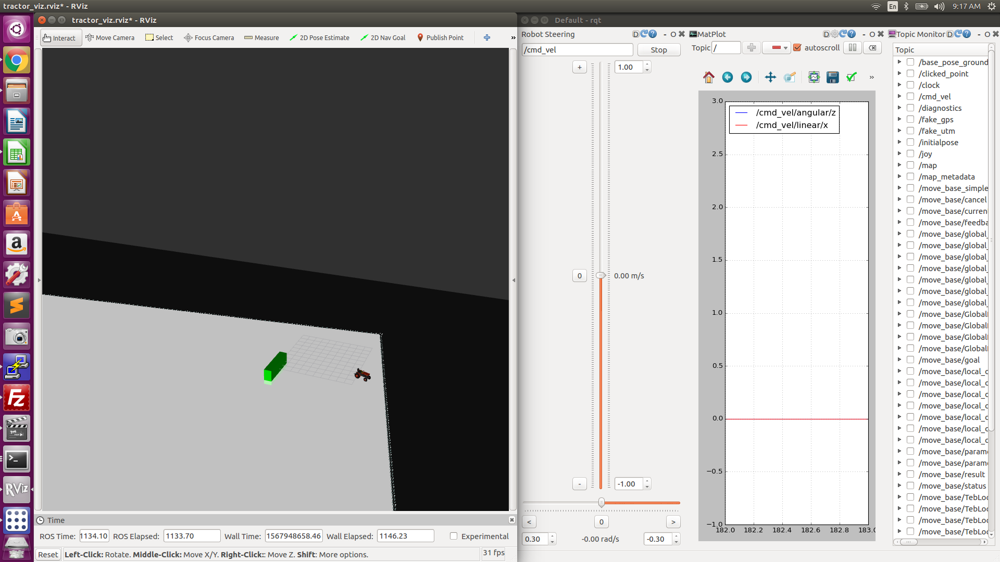 tractor_viz.rviz* - RViz
En
9:17 AM
tractor_viz.rviz* - RViz
Default - rqt
Interact
Move Camera
Select
Focus Camera
Measure
2D Pose Estimate
2D Nav Goal
Publish Point
»
Robot Steering
D
- O
/cmd_vel
Stop
+
1.00
0
0.00 m/s
-
-1.00
<
0
>
0.30
-0.00 rad/s
-0.30
MatPlot
D
- O
Topic
/
autoscroll
»
3.0
2.5
2.0
1.5
1.0
0.5
0.0
−0.5
−1.0
/cmd_vel/angular/z
/cmd_vel/linear/x
182.0 182.2 182.4 182.6 182.8 183.0
Topic Monitor
D
- O
Topic
/base_pose_ground
/clicked_point
/clock
/cmd_vel
/diagnostics
/fake_gps
/fake_utm
/initialpose
/joy
/map
/map_metadata
/move_base_simple
/move_base/cancel
/move_base/curren
/move_base/feedba
/move_base/global_
/move_base/global_
/move_base/global_
/move_base/global_
/move_base/global_
/move_base/global_
/move_base/global_
/move_base/Global
/move_base/Global
/move_base/Global
/move_base/Global
/move_base/goal
/move_base/local_c
/move_base/local_c
/move_base/local_c
/move_base/local_c
/move_base/local_c
/move_base/local_c
/move_base/local_c
/move_base/param
/move_base/param
/move_base/result
/move_base/status
/move_base/TebLoc
/move_base/TebLoc
/move_base/TebLoc
/move_base/TebLoc
Time
ROS Time: 1134.10 ROS Elapsed: 1133.70 Wall Time: 1567948658.46 Wall Elapsed: 1146.23 Experimental
Reset
Left-Click: Rotate. Middle-Click: Move X/Y. Right-Click:: Move Z. Shift: More options.
31 fps
a
Fz
>_
RViz